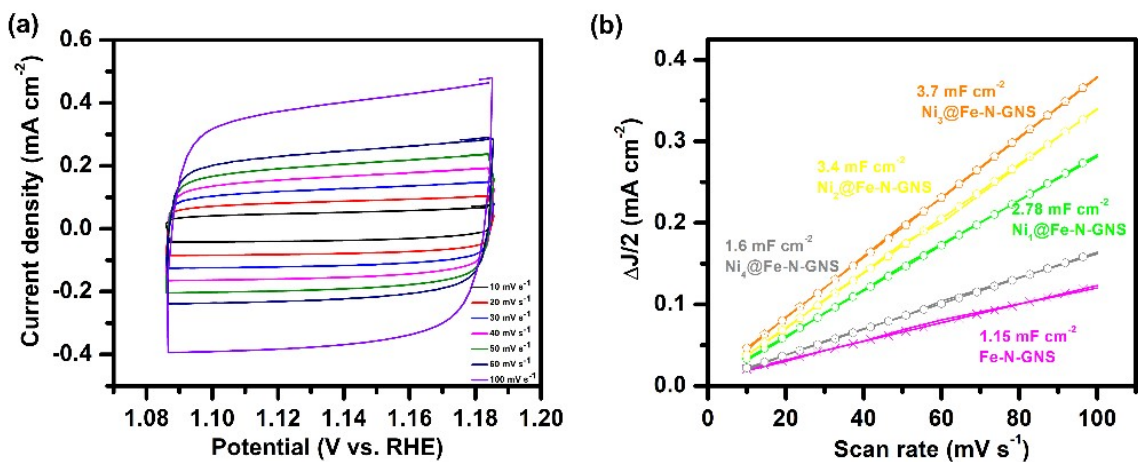 (a)
0.6
0.4
0.2
0.0
-0.2
-0.4
Current density (mA cm⁻²)
10 mV s⁻¹
20 mV s⁻¹
30 mV s⁻¹
40 mV s⁻¹
50 mV s⁻¹
60 mV s⁻¹
100 mV s⁻¹
1.08 1.10 1.12 1.14 1.16 1.18 1.20
Potential (V vs. RHE)
(b)
0.4
0.3
0.2
0.1
0.0
ΔJ/2 (mA cm⁻²)
3.7 mF cm⁻²
Ni₃@Fe-N-GNS
3.4 mF cm⁻²
Ni₂@Fe-N-GNS
2.78 mF cm⁻²
Ni₁@Fe-N-GNS
1.6 mF cm⁻²
Ni₄@Fe-N-GNS
1.15 mF cm⁻²
Fe-N-GNS
0 20 40 60 80 100
Scan rate (mV s⁻¹)